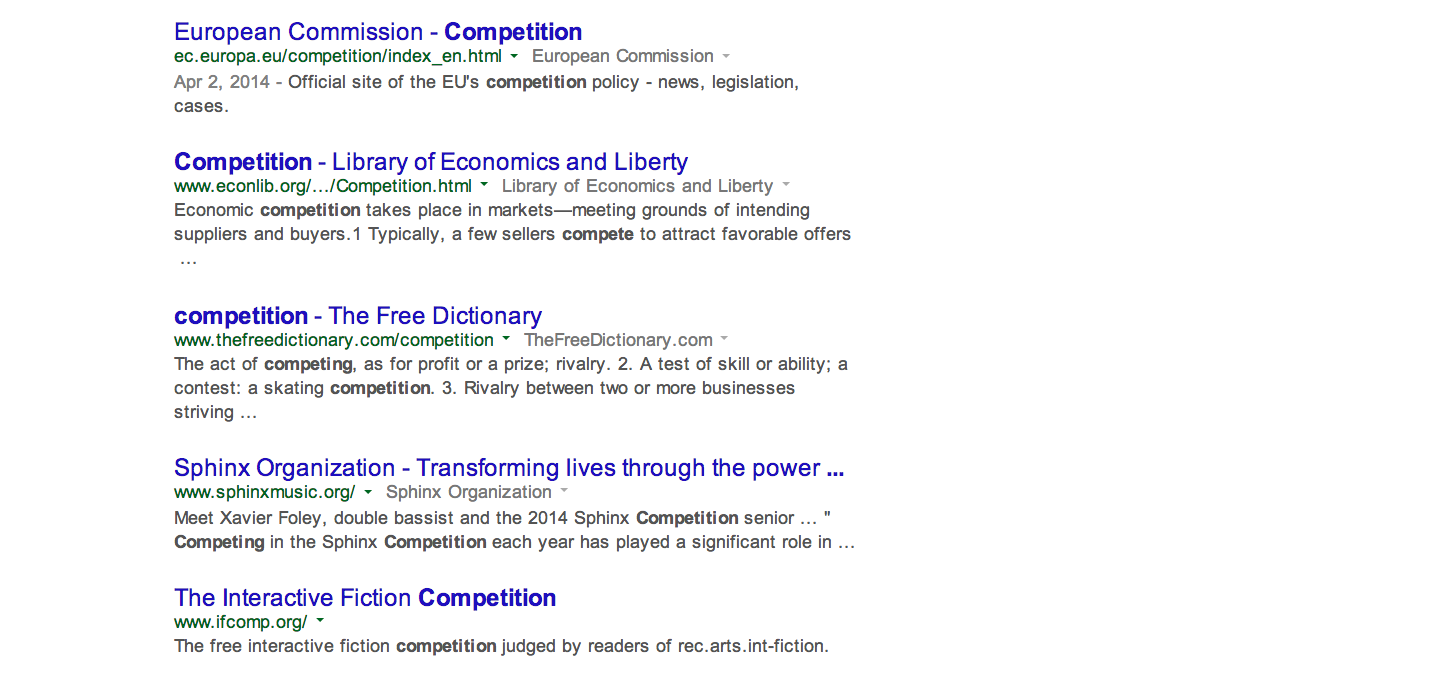 European Commission - Competition
ec.europa.eu/competition/index_en.html European Commission
Apr 2, 2014 - Official site of the EU's competition policy - news, legislation,
cases.
Competition - Library of Economics and Liberty
www.econlib.org/.../Competition.html Library of Economics and Liberty
Economic competition takes place in markets—meeting grounds of intending
suppliers and buyers.1 Typically, a few sellers compete to attract favorable offers
...
competition - The Free Dictionary
www.thefreedictionary.com/competition TheFreeDictionary.com
The act of competing, as for profit or a prize; rivalry. 2. A test of skill or ability; a
contest: a skating competition. 3. Rivalry between two or more businesses
striving ...
Sphinx Organization - Transforming lives through the power ...
www.sphinxmusic.org/ Sphinx Organization
Meet Xavier Foley, double bassist and the 2014 Sphinx Competition senior ... "
Competing in the Sphinx Competition each year has played a significant role in ...
The Interactive Fiction Competition
www.ifcomp.org/
The free interactive fiction competition judged by readers of rec.arts.int-fiction.